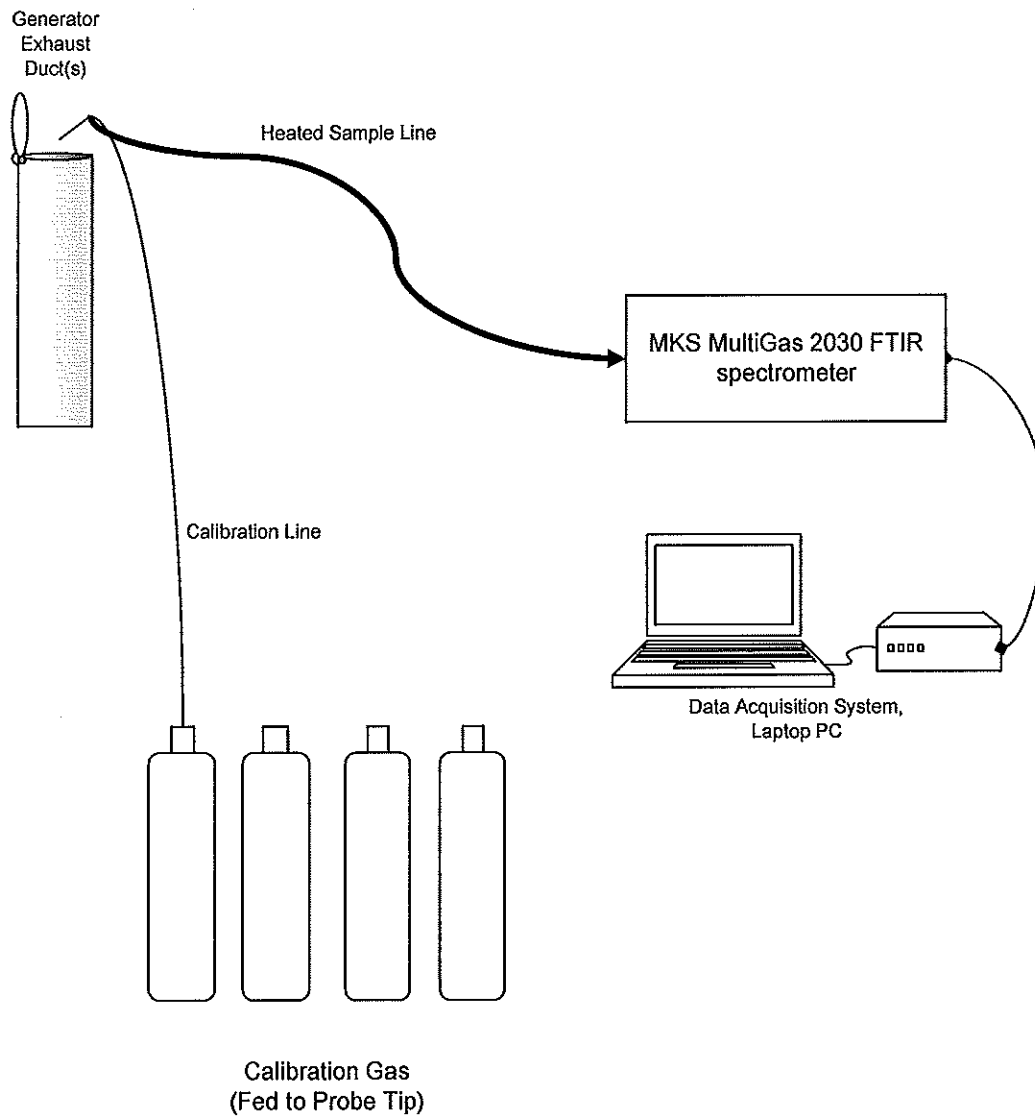 Generator
Exhaust
Duct(s)
Heated Sample Line
MKS MultiGas 2030 FTIR
spectrometer
Calibration Line
Data Acquisition System,
Laptop PC
Calibration Gas
(Fed to Probe Tip)